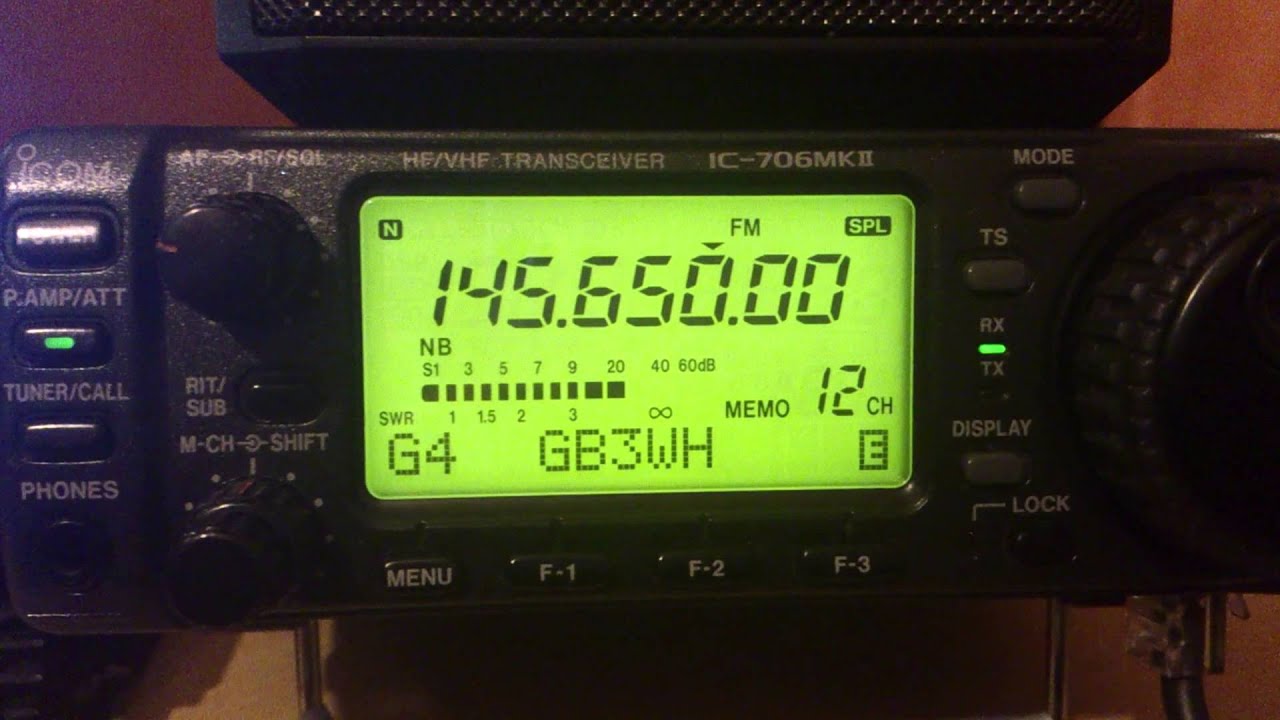 AF RF/SQL HF/VHF TRANSCEIVER IC-706MKII MODE
ICOM
POWER
N FM SPL
TS
145.650.00
P.AMP/ATT
RX
NB
S1 3 5 7 9 20 40 60dB
TX
TUNER/CALL
RIT/
SUB
12
SWR 1 1.5 2 3 ∞ MEMO CH
DISPLAY
M-CH SHIFT
G4 GB3WH E
PHONES
LOCK
MENU F-1 F-2 F-3